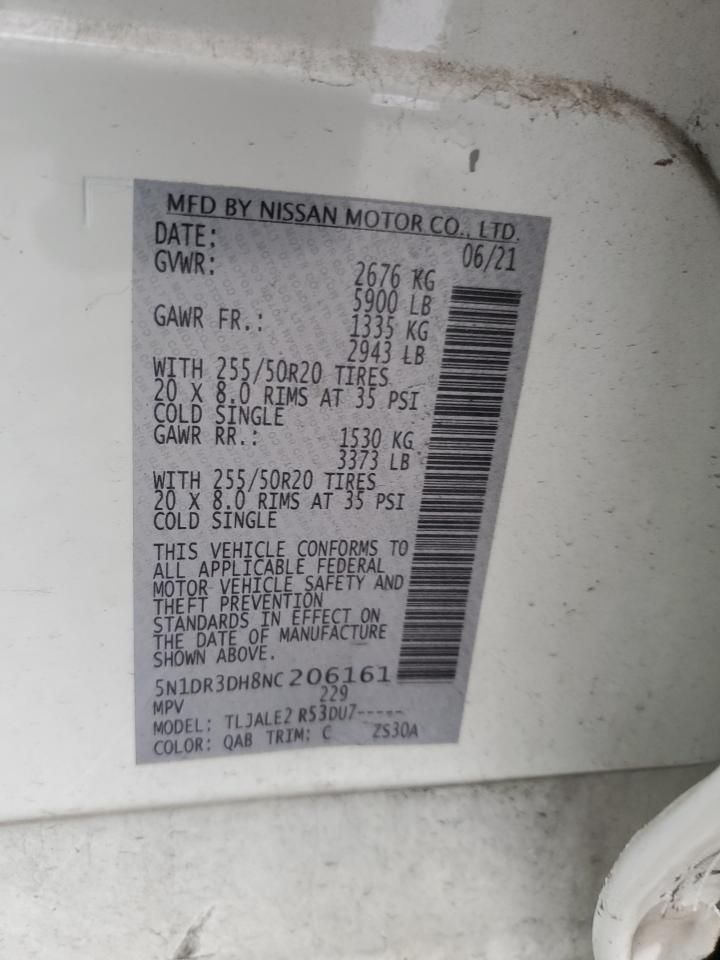 MFD BY NISSAN MOTOR CO., LTD.
DATE: 06/21
GVWR: 2676 KG
5900 LB
GAWR FR.: 1335 KG
2943 LB
WITH 255/50R20 TIRES
20 X 8.0 RIMS AT 35 PSI
COLD SINGLE
GAWR RR.: 1530 KG
3373 LB
WITH 255/50R20 TIRES
20 X 8.0 RIMS AT 35 PSI
COLD SINGLE
THIS VEHICLE CONFORMS TO
ALL APPLICABLE FEDERAL
MOTOR VEHICLE SAFETY AND
THEFT PREVENTION
STANDARDS IN EFFECT ON
THE DATE OF MANUFACTURE
SHOWN ABOVE.
5N1DR3DH8NC206161
MPV 229
MODEL: TLJALE2 R53DU7-----
COLOR: QAB TRIM: C ZS30A